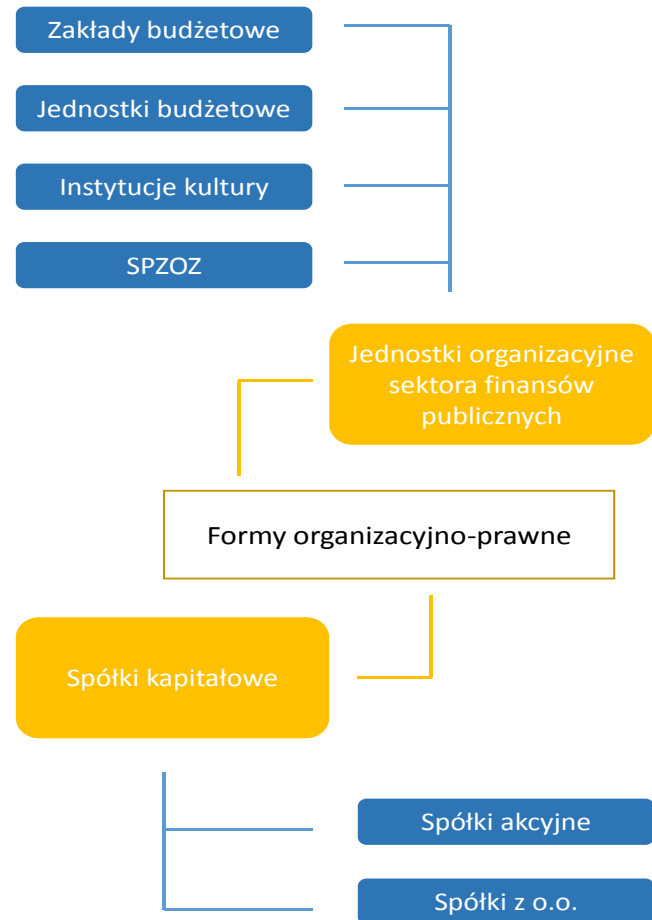 Zakłady budżetowe
Jednostki budżetowe
Instytucje kultury
SPZOZ
Jednostki organizacyjne
sektora finansów
publicznych
Formy organizacyjno-prawne
Spółki kapitałowe
Spółki akcyjne
Spółki z o.o.